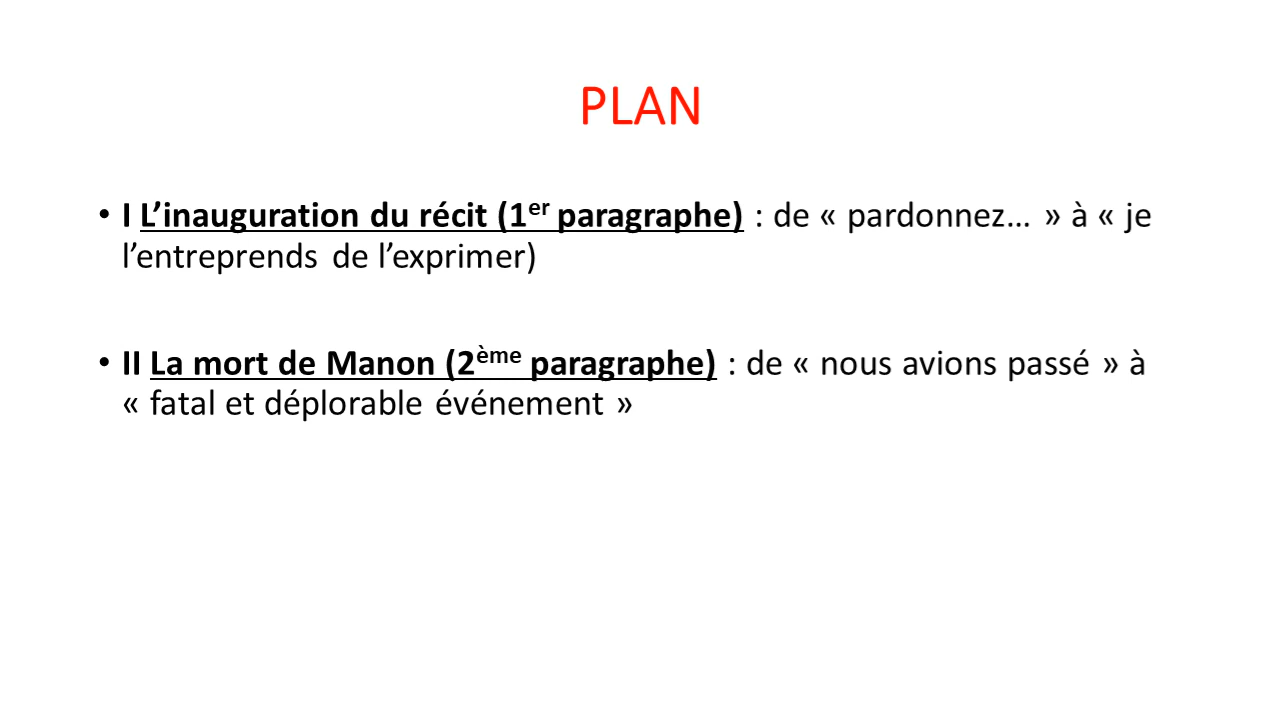 PLAN
• I L’inauguration du récit (1er paragraphe) : de « pardonnez… » à « je
l’entreprends de l’exprimer)
• II La mort de Manon (2ème paragraphe) : de « nous avions passé » à
« fatal et déplorable événement »